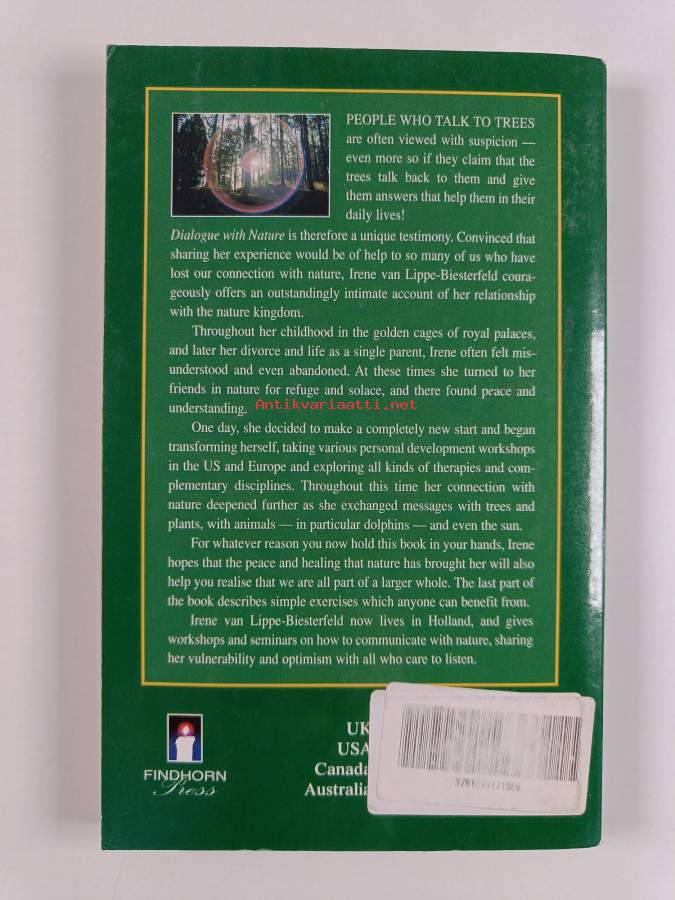 PEOPLE WHO TALK TO TREES
are often viewed with suspicion —
even more so if they claim that the
trees talk back to them and give
them answers that help them in their
daily lives!
Dialogue with Nature is therefore a unique testimony. Convinced that
sharing her experience would be of help to so many of us who have
lost our connection with nature, Irene van Lippe-Biesterfeld coura-
geously offers an outstandingly intimate account of her relationship
with the nature kingdom.
Throughout her childhood in the golden cages of royal palaces,
and later her divorce and life as a single parent, Irene often felt mis-
understood and even abandoned. At these times she turned to her
friends in nature for refuge and solace, and there found peace and
understanding.
Antikvariaatti.net
One day, she decided to make a completely new start and began
transforming herself, taking various personal development workshops
in the US and Europe and exploring all kinds of therapies and com-
plementary disciplines. Throughout this time her connection with
nature deepened further as she exchanged messages with trees and
plants, with animals — in particular dolphins — and even the sun.
For whatever reason you now hold this book in your hands, Irene
hopes that the peace and healing that nature has brought her will also
help you realise that we are all part of a larger whole. The last part of
the book describes simple exercises which anyone can benefit from.
Irene van Lippe-Biesterfeld now lives in Holland, and gives
workshops and seminars on how to communicate with nature, sharing
her vulnerability and optimism with all who care to listen.
FINDHORN
Press
UK
USA
Canada
Australia